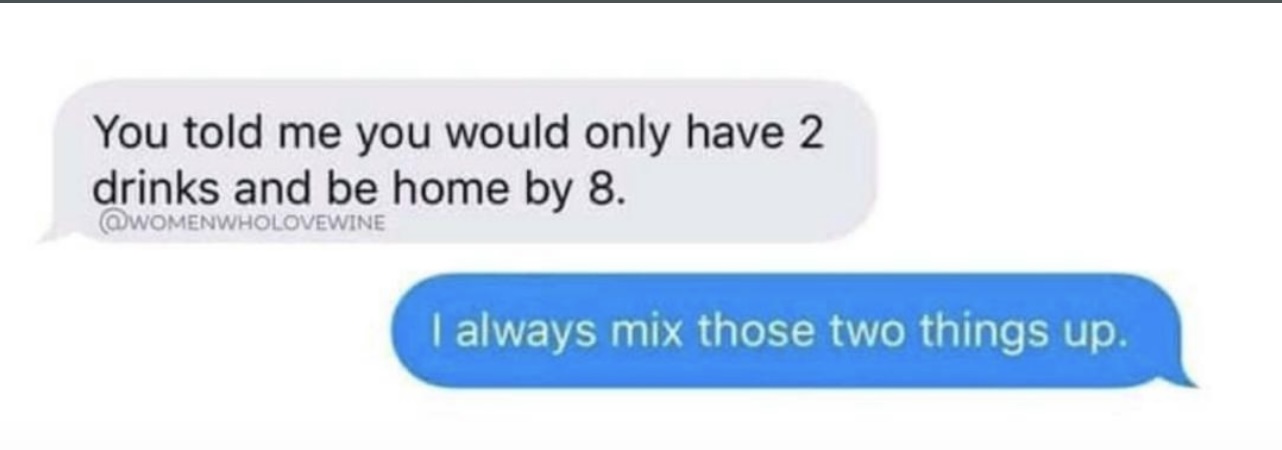 You told me you would only have 2
drinks and be home by 8.
@WOMENWHOLOVEWINE
I always mix those two things up.